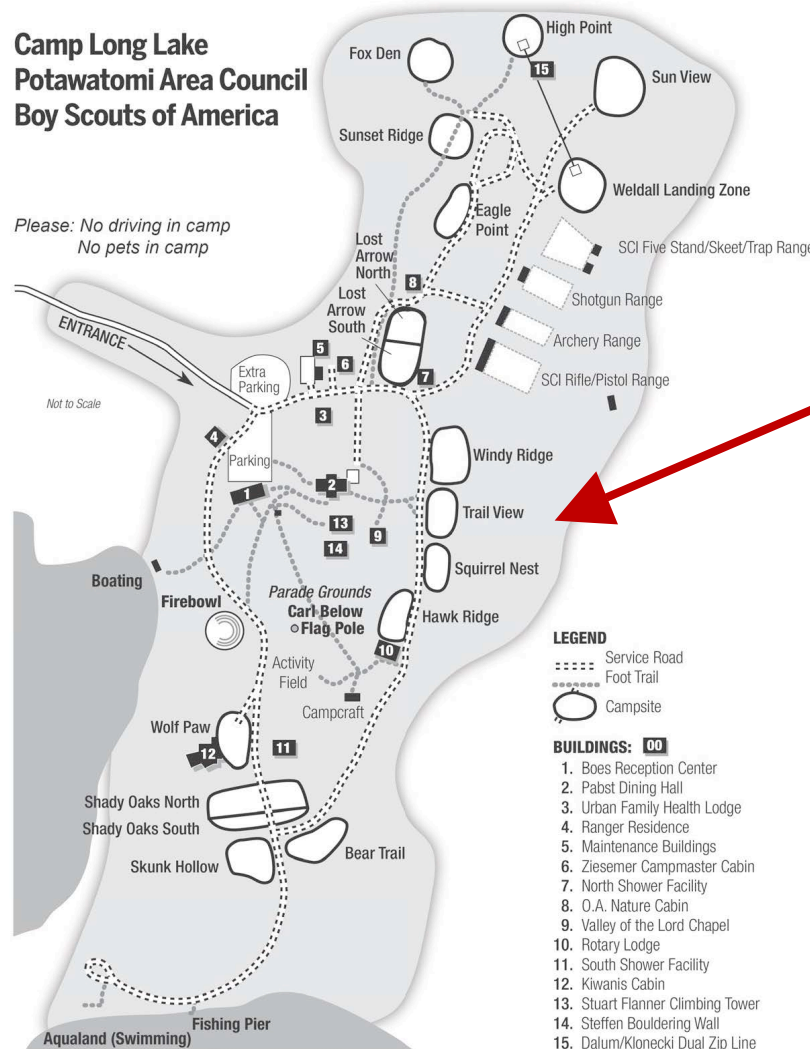 Camp Long Lake
Potawatomi Area Council
Boy Scouts of America
Please: No driving in camp
No pets in camp
High Point
Fox Den
15
Sun View
Sunset Ridge
Weldall Landing Zone
Eagle
Point
Lost
Arrow
North
SCI Five Stand/Skeet/Trap Range
8
Lost
Arrow
South
Shotgun Range
ENTRANCE
Archery Range
5
6
Extra
Parking
7
SCI Rifle/Pistol Range
Not to Scale
3
4
Parking
Windy Ridge
1
2
Trail View
13
9
14
Squirrel Nest
Boating
Firebowl
Parade Grounds
Carl Below
Flag Pole
Hawk Ridge
10
Activity
Field
Campcraft
Wolf Paw
12
11
Shady Oaks North
Shady Oaks South
Bear Trail
Skunk Hollow
Fishing Pier
Aqualand (Swimming)
LEGEND
Service Road
Foot Trail
Campsite
BUILDINGS: 00
1. Boes Reception Center
2. Pabst Dining Hall
3. Urban Family Health Lodge
4. Ranger Residence
5. Maintenance Buildings
6. Ziesemer Campmaster Cabin
7. North Shower Facility
8. O.A. Nature Cabin
9. Valley of the Lord Chapel
10. Rotary Lodge
11. South Shower Facility
12. Kiwanis Cabin
13. Stuart Flanner Climbing Tower
14. Steffen Bouldering Wall
15. Dalum/Klonecki Dual Zip Line